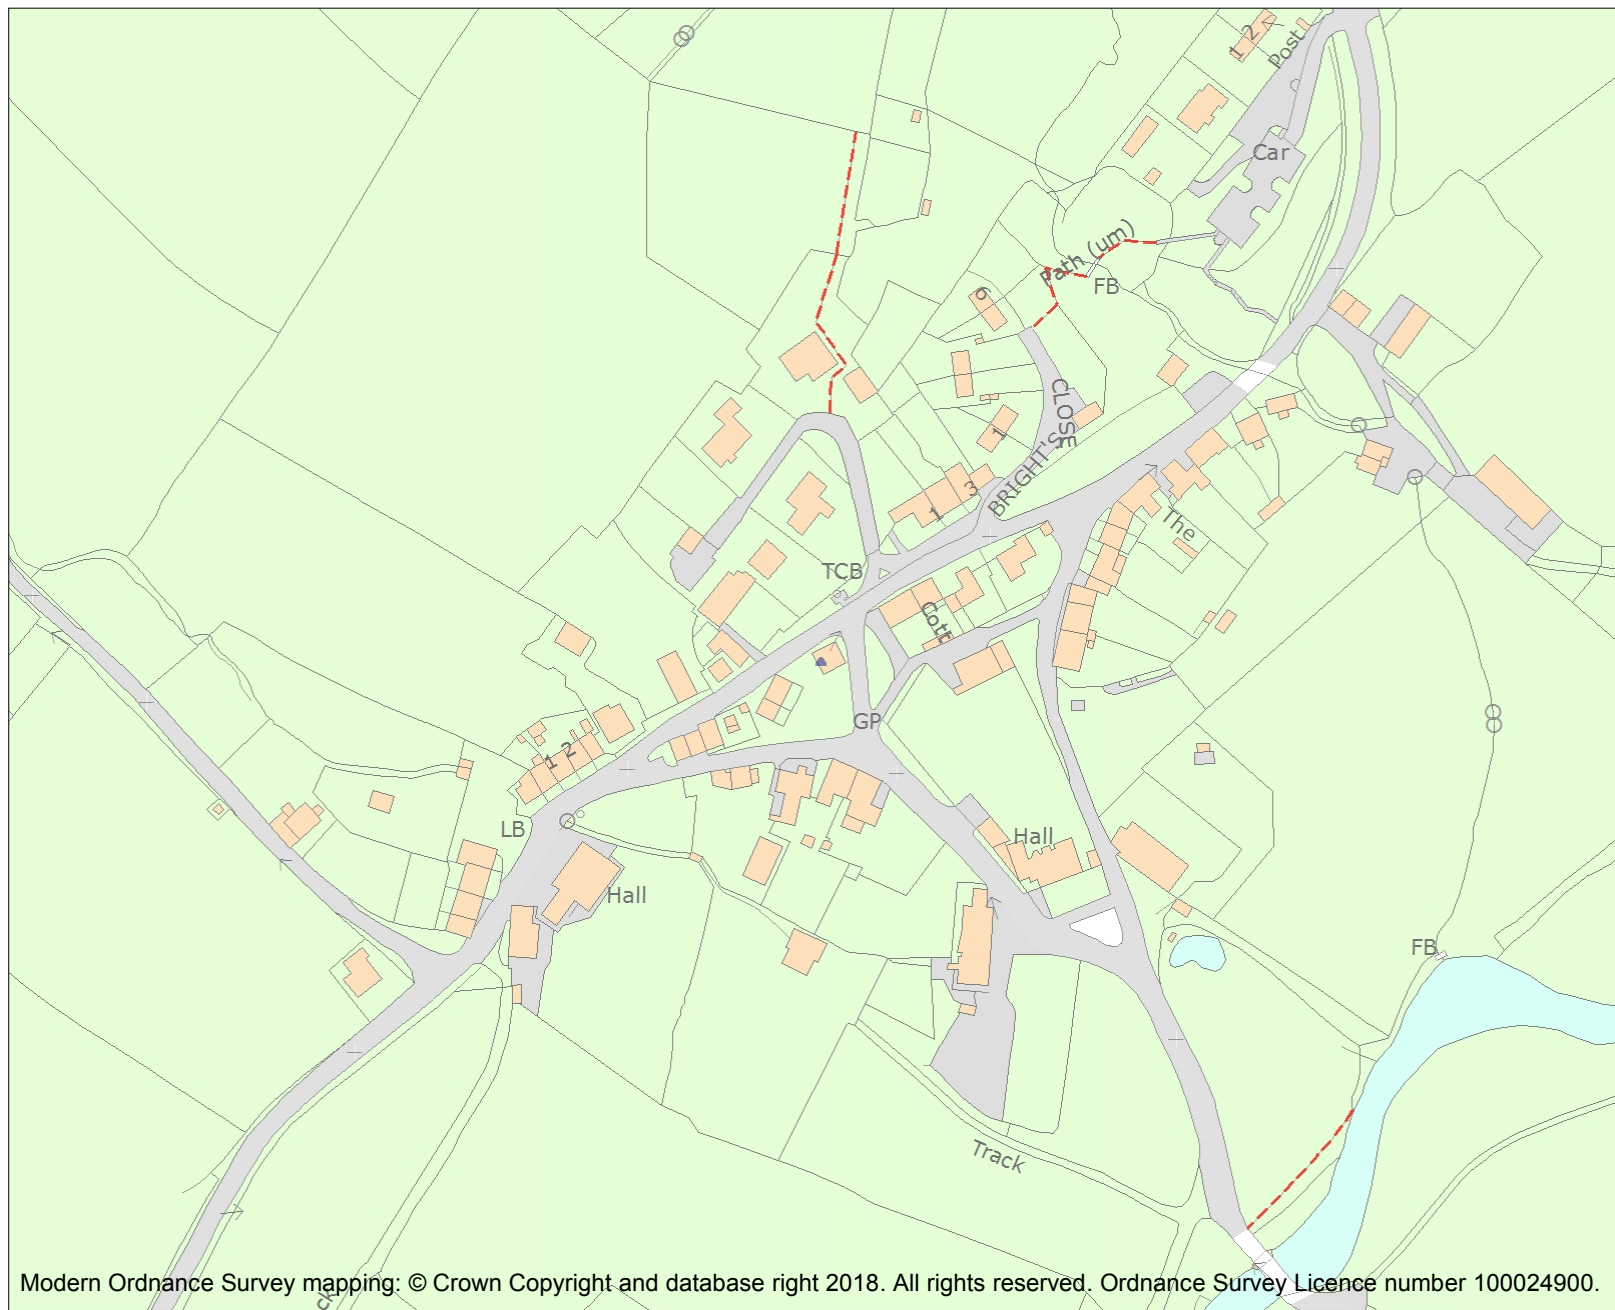 1 2
Post
Car
Path (um)
FB
6
CLOSE
1
BRIGHT'S
3
1
The
TCB
Cott
GP
1 2
LB
Hall
Hall
FB
Track
ck
Modern Ordnance Survey mapping: © Crown Copyright and database right 2018. All rights reserved. Ordnance Survey Licence number 100024900.